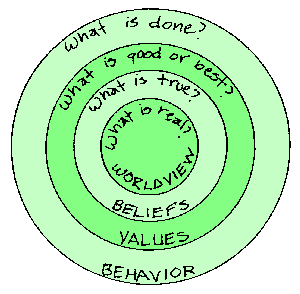 What is done?
What is good or best?
What is true?
What is real?
WORLDVIEW
BELIEFS
VALUES
BEHAVIOR